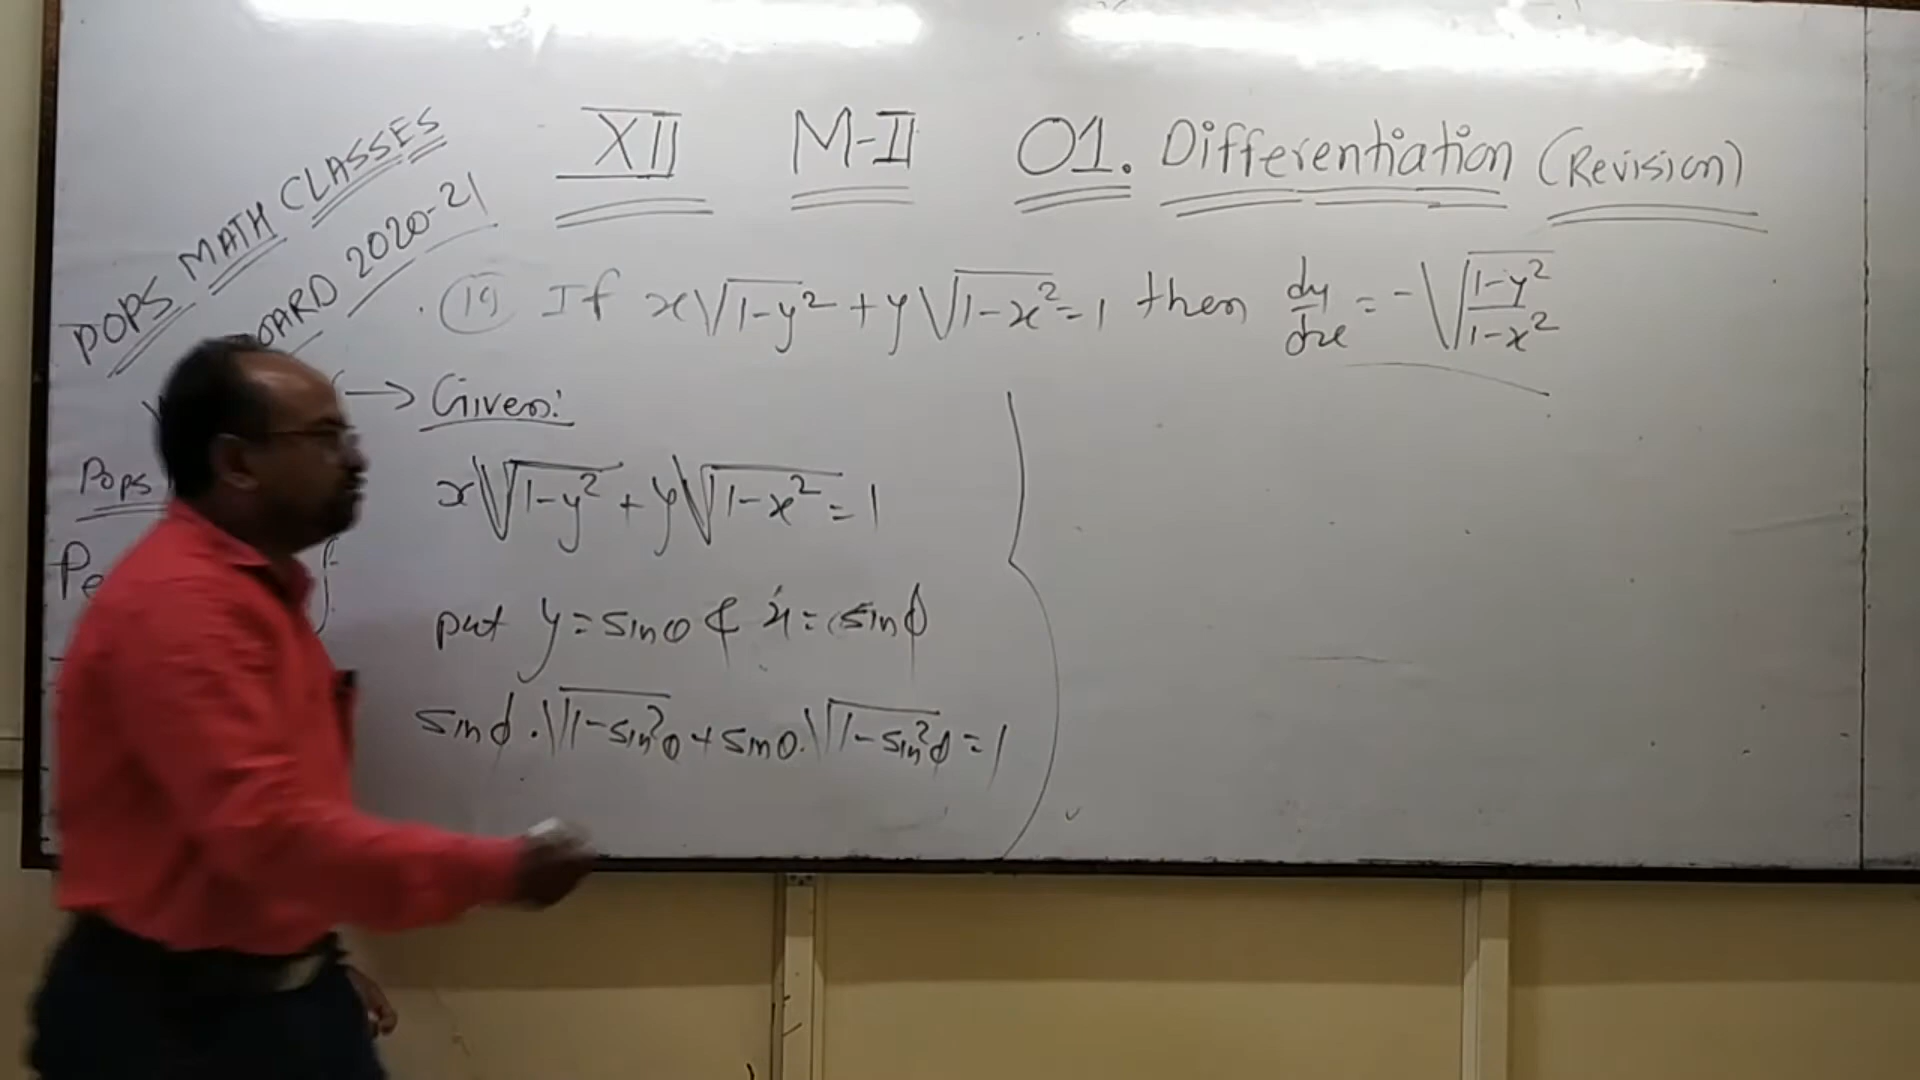 POPS MATH CLASSES
BOARD 2020-21
XII M-II 01. Differentiation (Revision)
(19) If x√(1-y²) + y√(1-x²) = 1 then dy/dx = -√((1-y²)/(1-x²))
→ Given:
Pops
x√(1-y²) + y√(1-x²) = 1
Pe
put y = sinθ & x = sinϕ
sinϕ.√(1-sin²θ) + sinθ.√(1-sin²ϕ) = 1